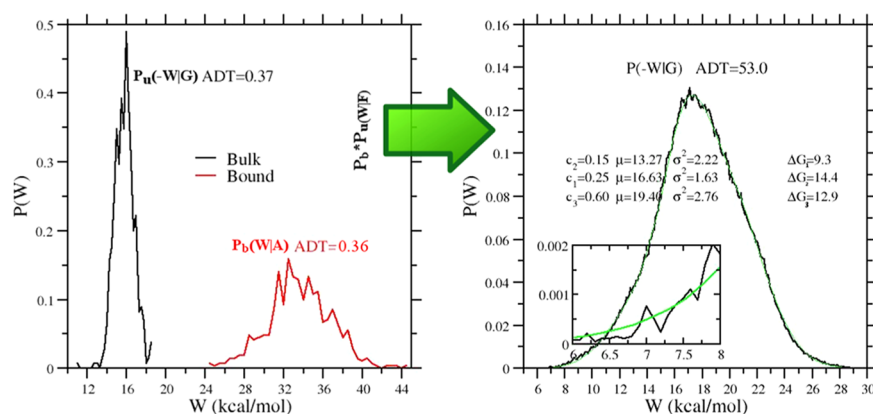 0.5
0.4
0.3
0.2
0.1
0
P(W)
Pu(-W|G) ADT=0.37
Bulk
Bound
Pb(W|A) ADT=0.36
12 16 20 24 28 32 36 40 44
W (kcal/mol)
Pb*Pu(W|F)
0.16
0.14
0.12
0.1
0.08
0.06
0.04
0.02
0
P(W)
P(-W|G) ADT=53.0
c2=0.15 μ=13.27 σ²=2.22 ΔG=9.3
c1=0.25 μ=16.63 σ²=1.63 ΔG=14.4
c3=0.60 μ=19.40 σ²=2.76 ΔG3=12.9
0.002
0.001
0
6 6.5 7 7.5 8
6 8 10 12 14 16 18 20 22 24 26 28 30
W (kcal/mol)